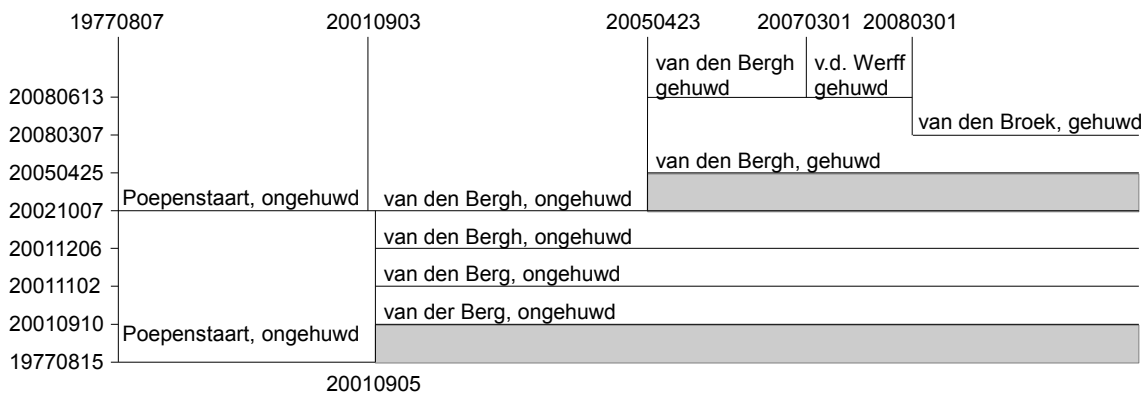 19770807 20010903 20050423 20070301 20080301
van den Bergh v.d. Werff
gehuwd gehuwd
20080613
van den Broek, gehuwd
20080307
van den Bergh, gehuwd
20050425
Poepenstaart, ongehuwd van den Bergh, ongehuwd
20021007
van den Bergh, ongehuwd
20011206
van den Berg, ongehuwd
20011102
van der Berg, ongehuwd
20010910
Poepenstaart, ongehuwd
19770815
20010905